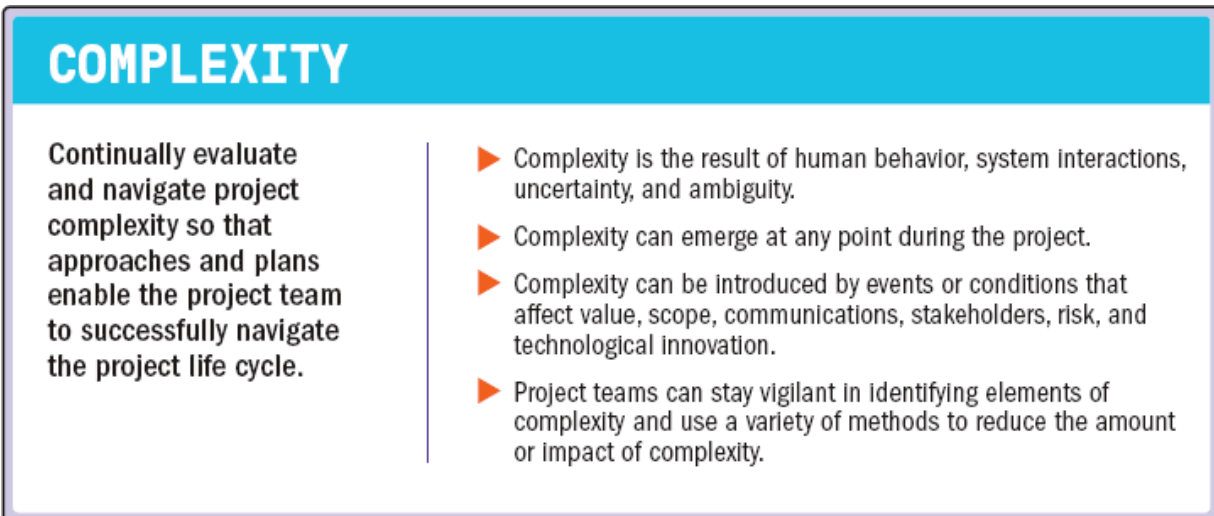 COMPLEXITY
Continually evaluate
and navigate project
complexity so that
approaches and plans
enable the project team
to successfully navigate
the project life cycle.
Complexity is the result of human behavior, system interactions,
uncertainty, and ambiguity.
Complexity can emerge at any point during the project.
Complexity can be introduced by events or conditions that
affect value, scope, communications, stakeholders, risk, and
technological innovation.
Project teams can stay vigilant in identifying elements of
complexity and use a variety of methods to reduce the amount
or impact of complexity.